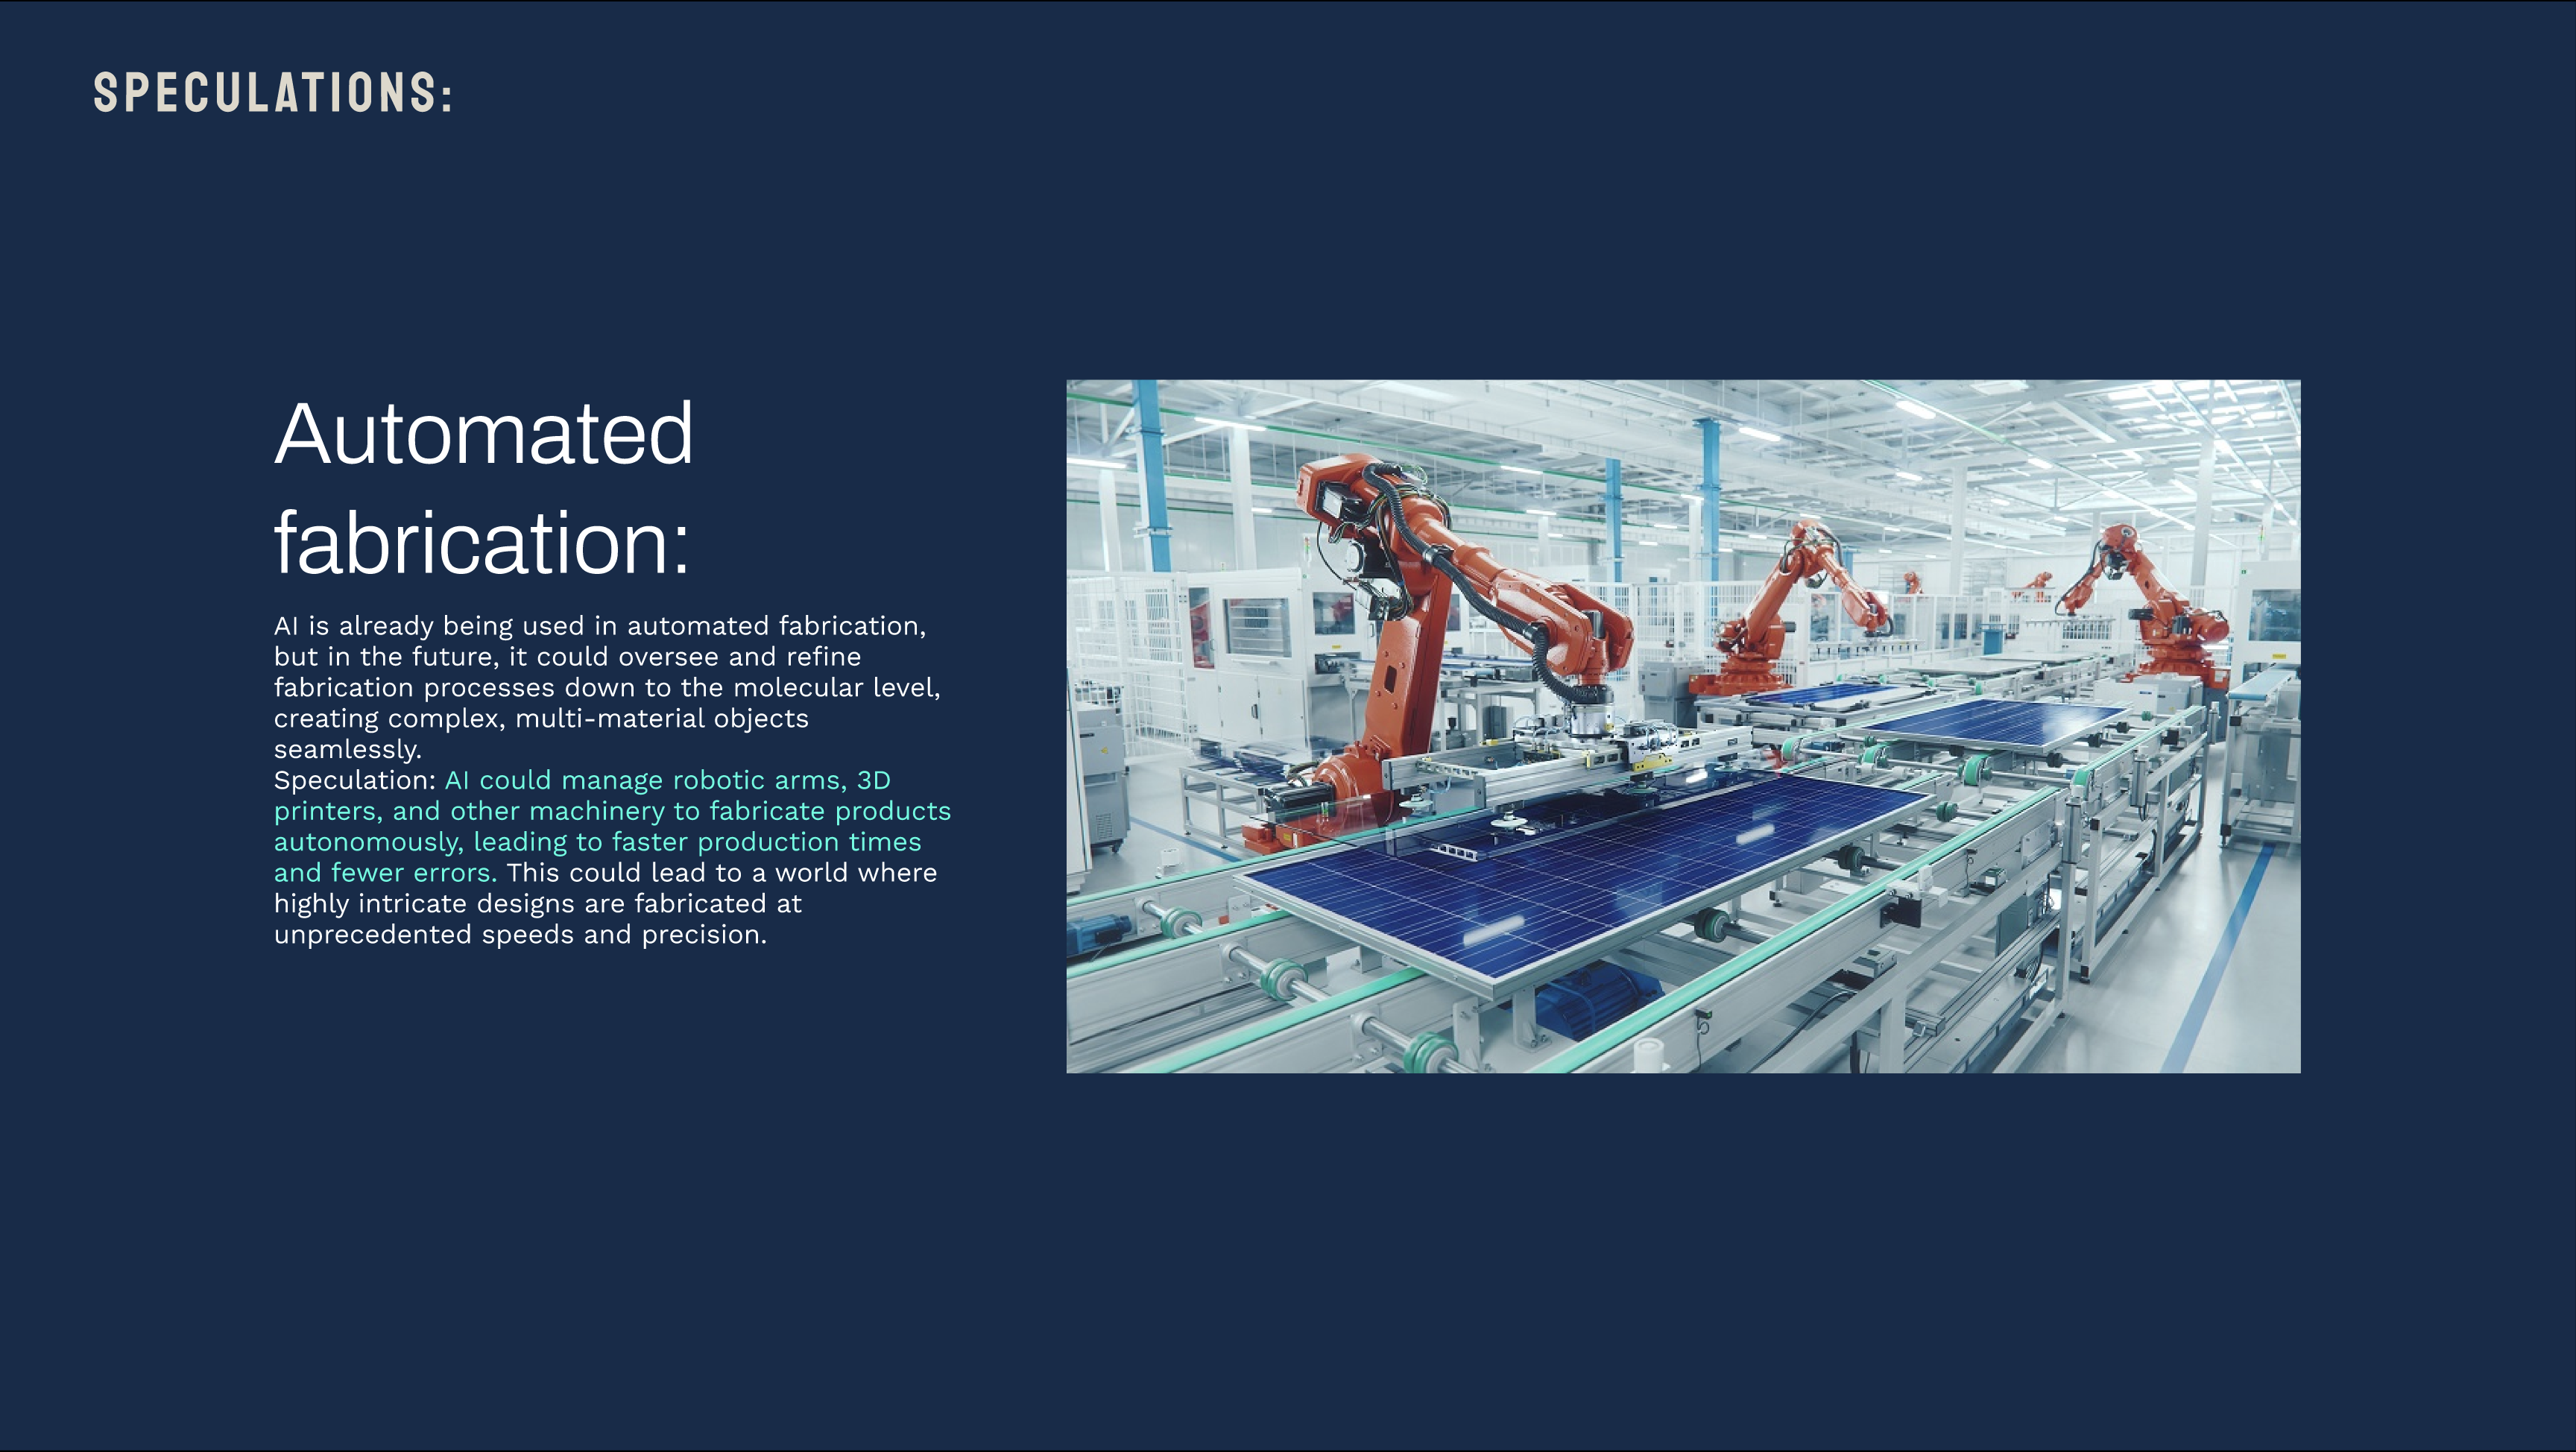 SPECULATIONS:
Automated
fabrication:
AI is already being used in automated fabrication,
but in the future, it could oversee and refine
fabrication processes down to the molecular level,
creating complex, multi-material objects
seamlessly.
Speculation: AI could manage robotic arms, 3D
printers, and other machinery to fabricate products
autonomously, leading to faster production times
and fewer errors. This could lead to a world where
highly intricate designs are fabricated at
unprecedented speeds and precision.